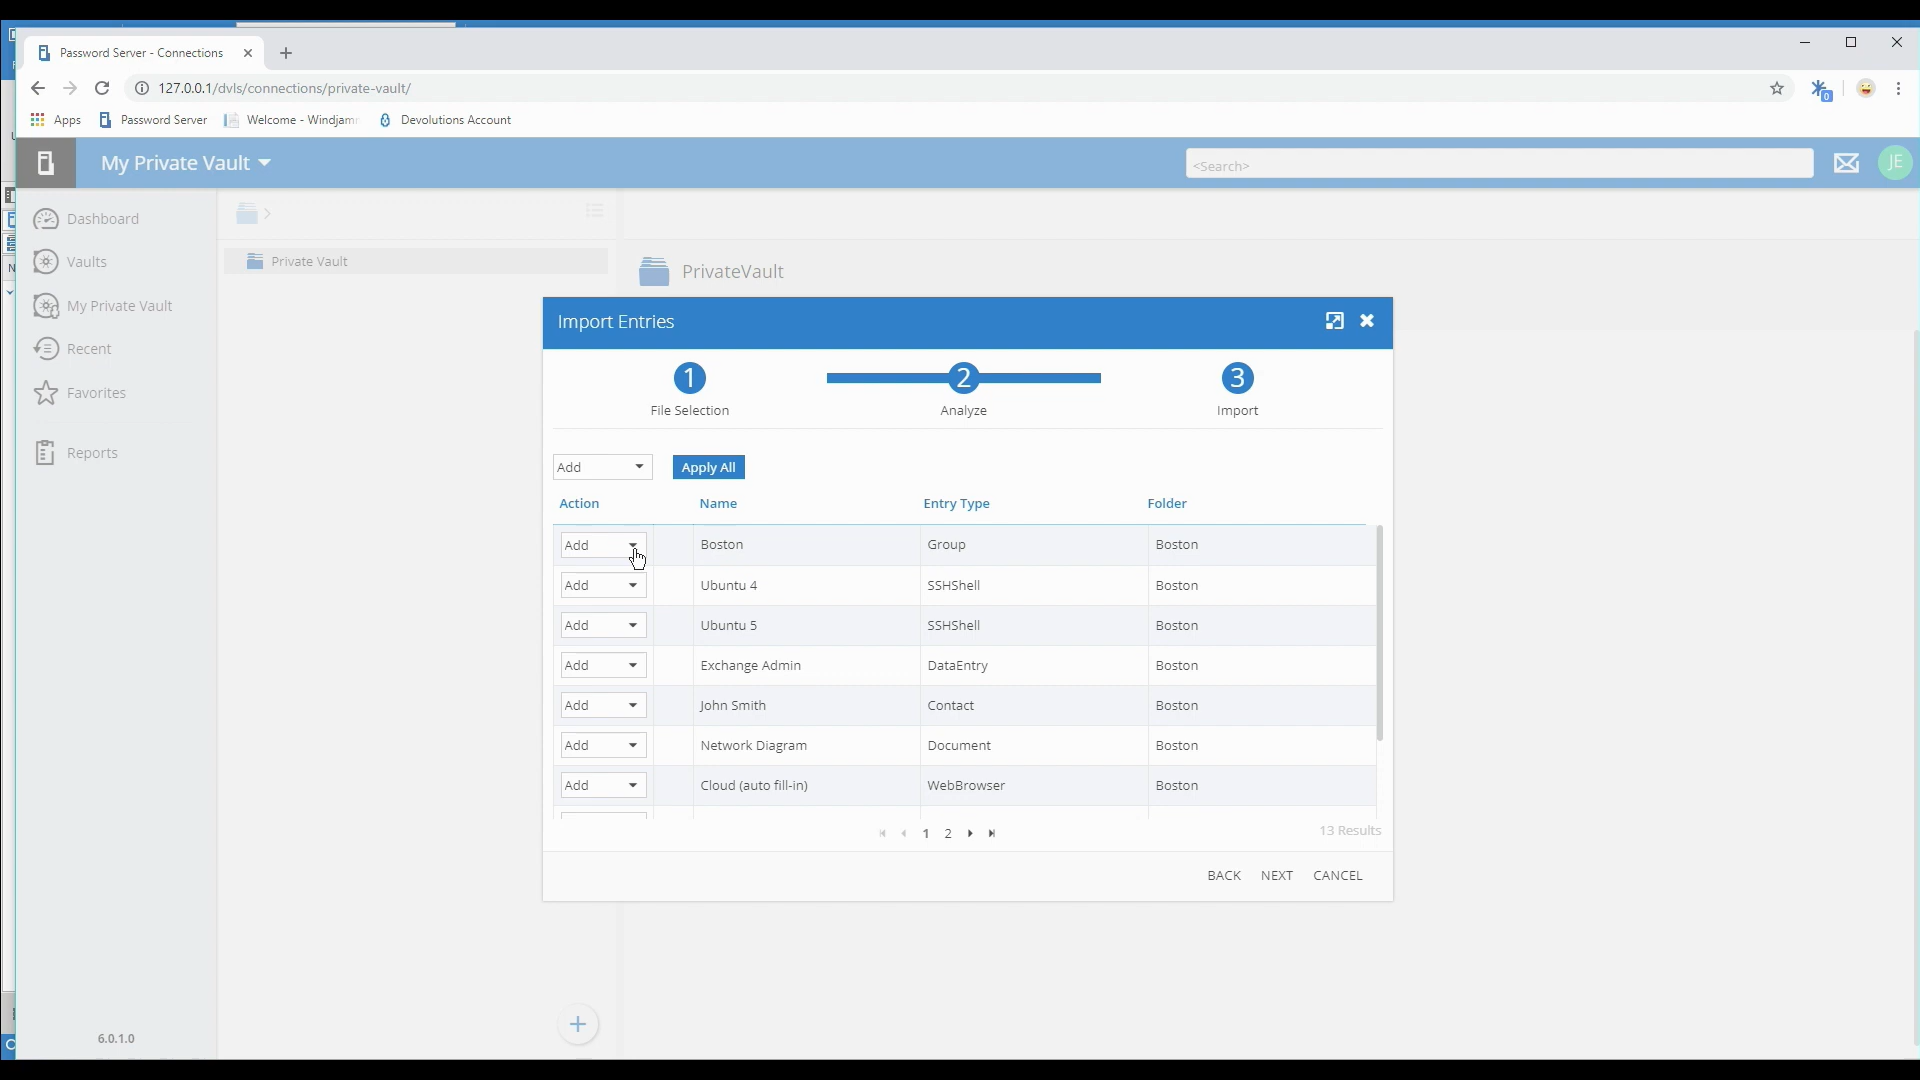 Password Server - Connections
127.0.0.1/dvls/connections/private-vault/
0
Apps Password Server Welcome - Windjam Devolutions Account
My Private Vault
<Search>
JE
Dashboard
Vaults
My Private Vault
Recent
Favorites
Reports
6.0.1.0
Private Vault
PrivateVault
Import Entries
1 2 3
File Selection Analyze Import
Add Apply All
Action Name Entry Type Folder
Add Boston Group Boston
Add Ubuntu 4 SSHShell Boston
Add Ubuntu 5 SSHShell Boston
Add Exchange Admin DataEntry Boston
Add John Smith Contact Boston
Add Network Diagram Document Boston
Add Cloud (auto fill-in) WebBrowser Boston
1 2
13 Results
BACK NEXT CANCEL